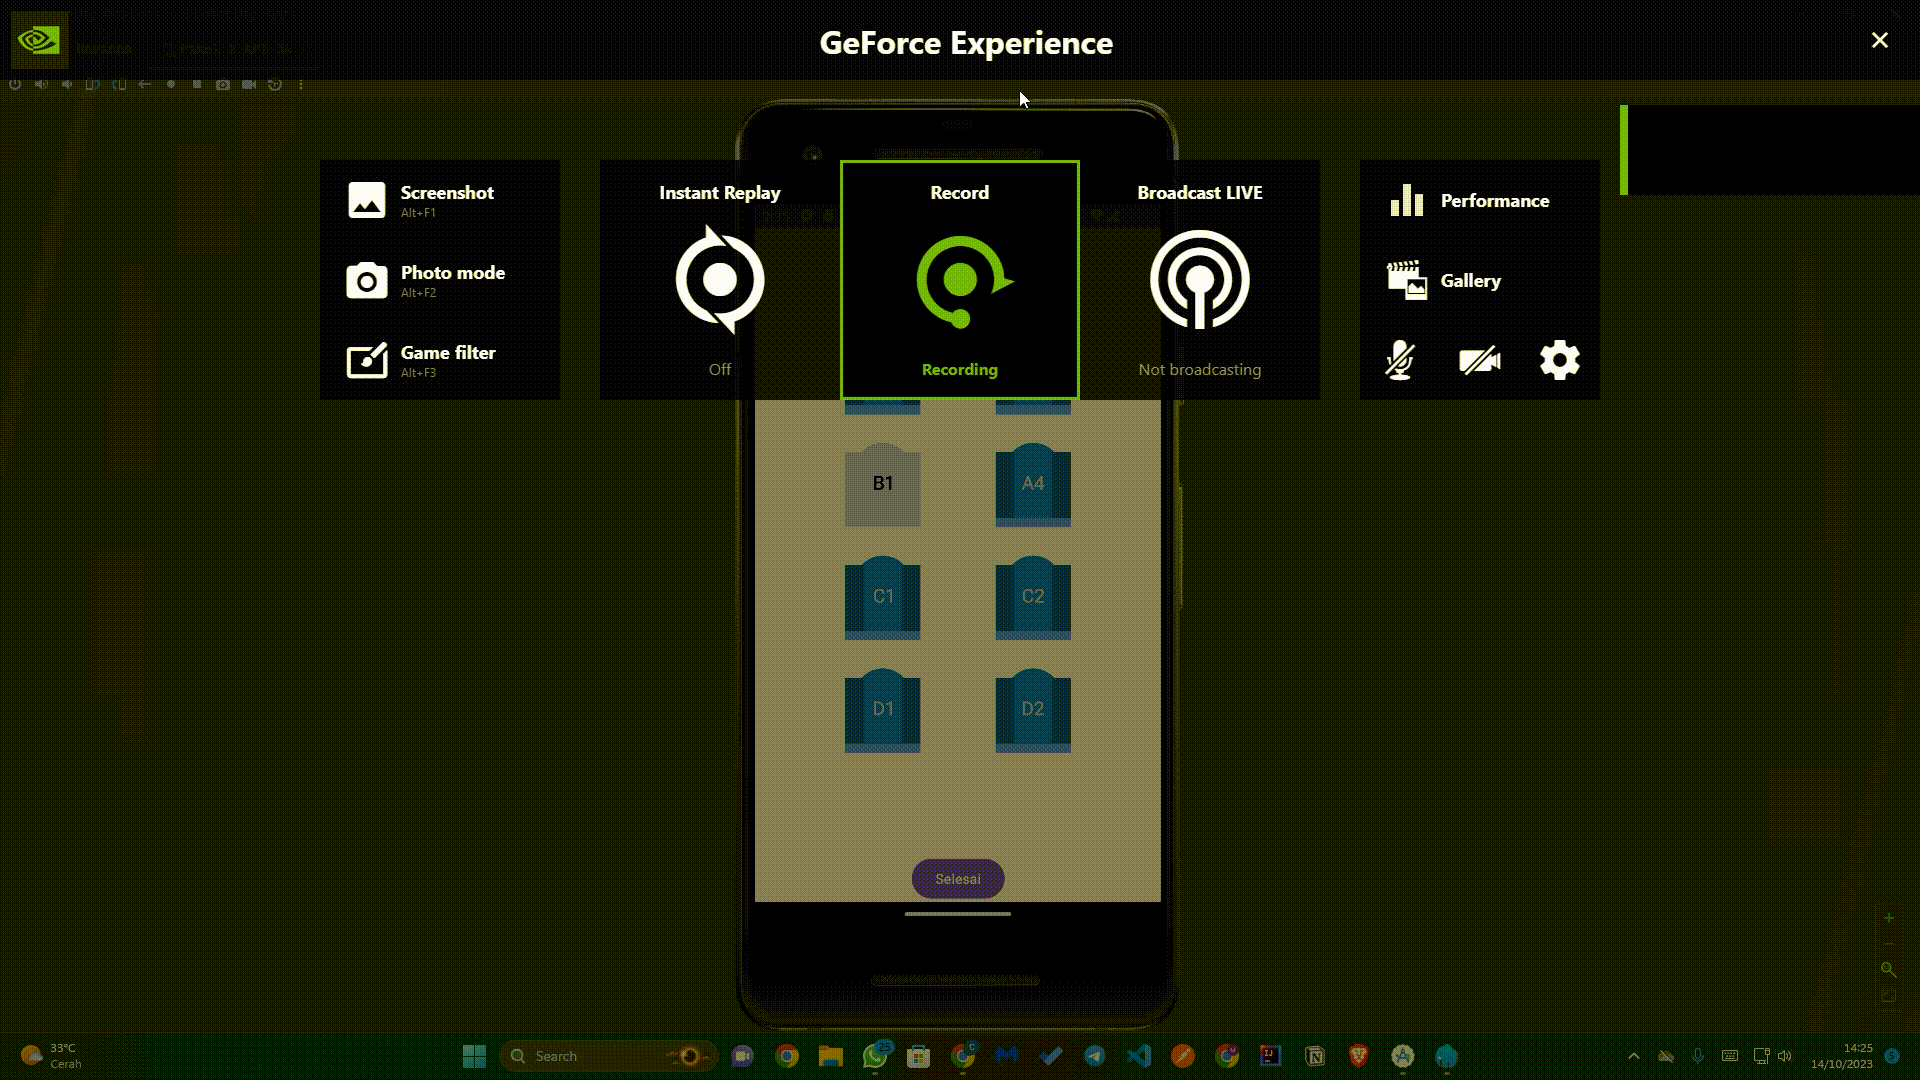 GeForce Experience
Screenshot
Alt+F1
Photo mode
Alt+F2
Game filter
Alt+F3
Instant Replay
Off
Record
Recording
Broadcast LIVE
Not broadcasting
Performance
Gallery
B1
A4
C1
C2
D1
D2
Selesai
33°C
Cerah
Search
25
14:25
14/10/2023